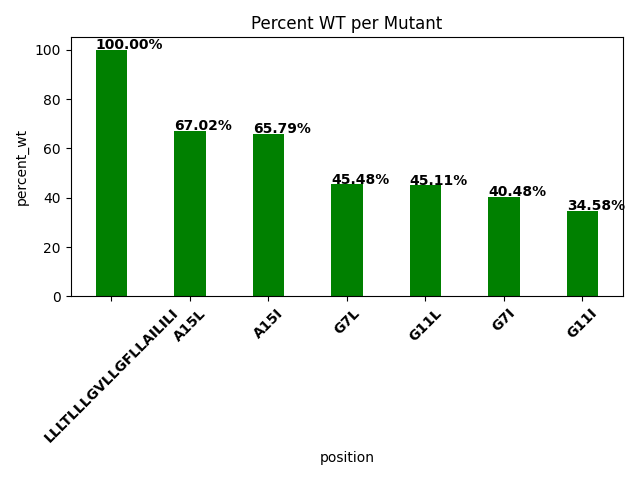 Percent WT per Mutant
percent_wt
100
80
60
40
20
0
100.00%
67.02%
65.79%
45.48%
45.11%
40.48%
34.58%
LLLTLLLGVLLGFLLAILILI
A15L
A15I
G7L
G11L
G7I
G11I
position